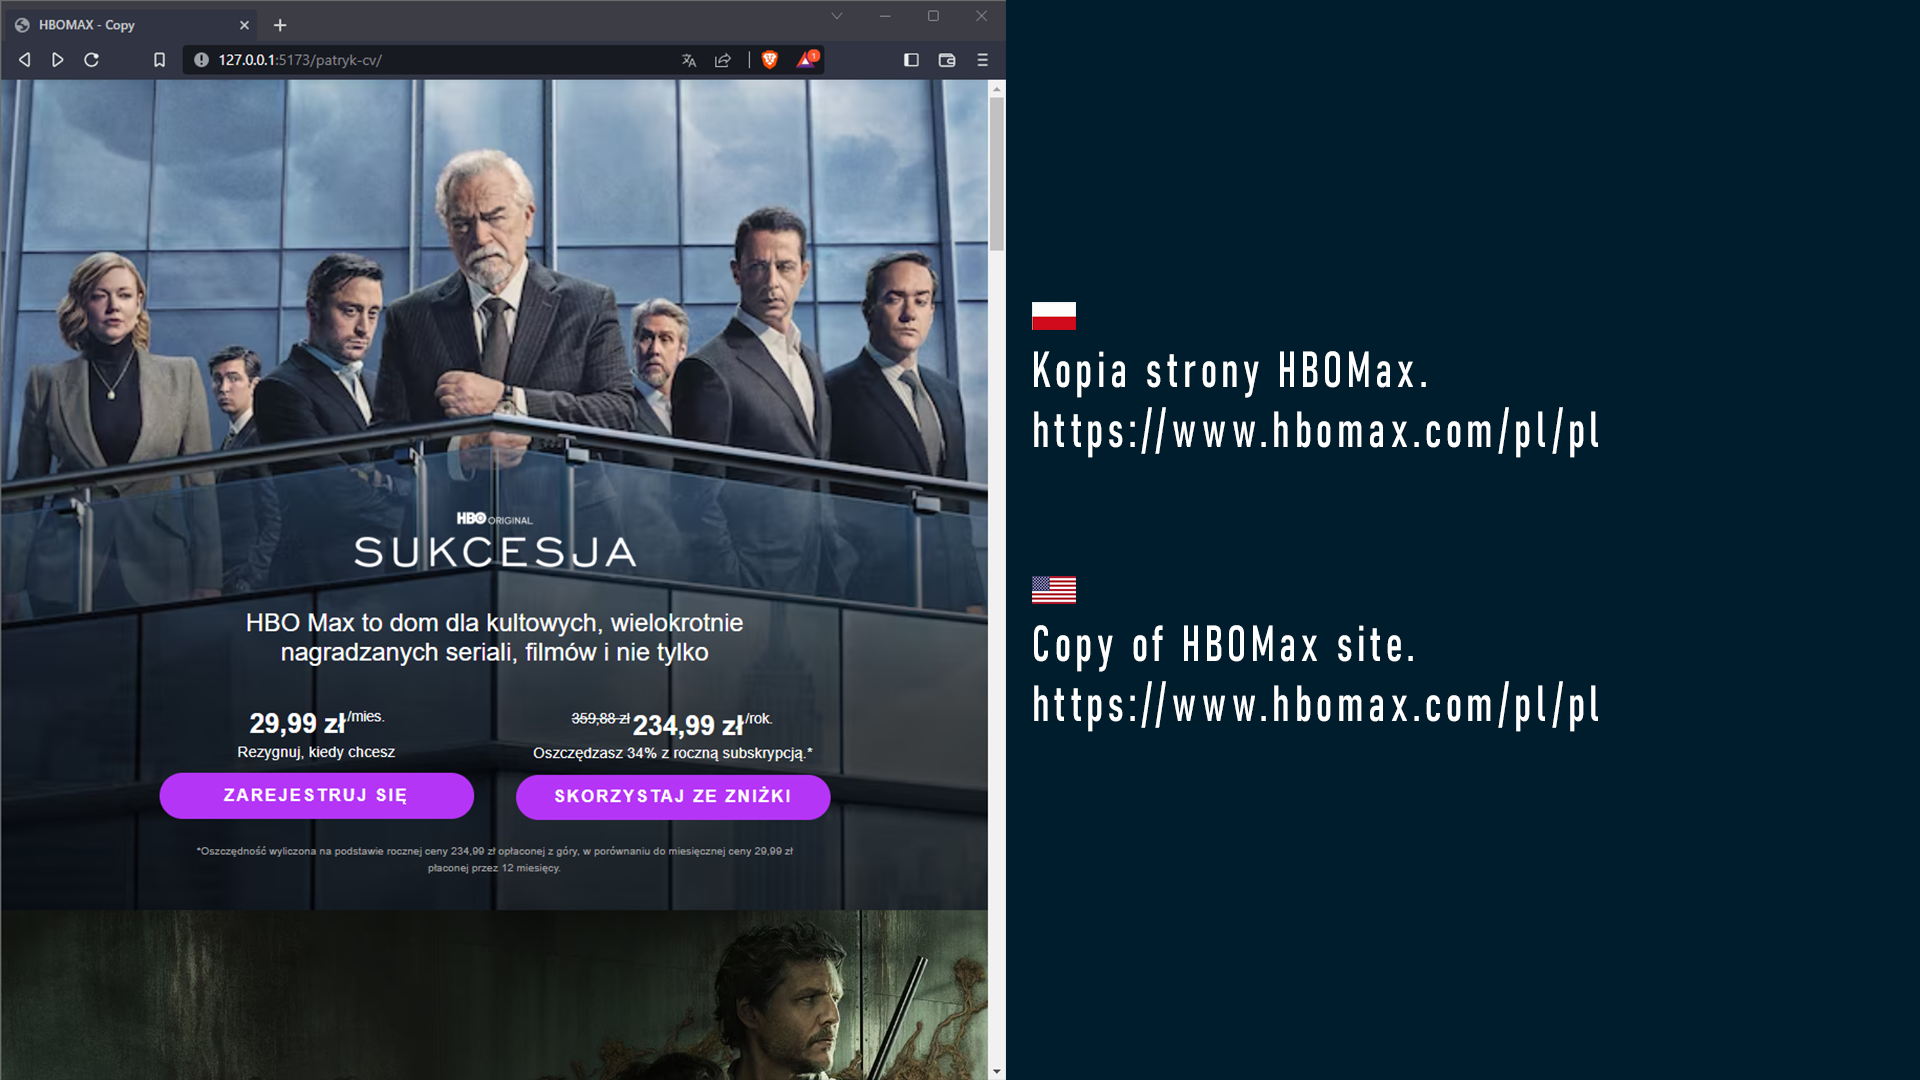 HBOMAX - Copy
127.0.0.1:5173/patryk-cv/
1
HBO ORIGINAL
SUKCESJA
HBO Max to dom dla kultowych, wielokrotnie
nagradzanych seriali, filmów i nie tylko
29,99 zł/mies.
Rezygnuj, kiedy chcesz
ZAREJESTRUJ SIĘ
359,88 zł 234,99 zł/rok.
Oszczędzasz 34% z roczną subskrypcją.*
SKORZYSTAJ ZE ZNIŻKI
*Oszczędność wyliczona na podstawie rocznej ceny 234,99 zł opłaconej z góry, w porównaniu do miesięcznej ceny 29,99 zł
płaconej przez 12 miesięcy.
Kopia strony HBOMax.
https://www.hbomax.com/pl/pl
Copy of HBOMax site.
https://www.hbomax.com/pl/pl